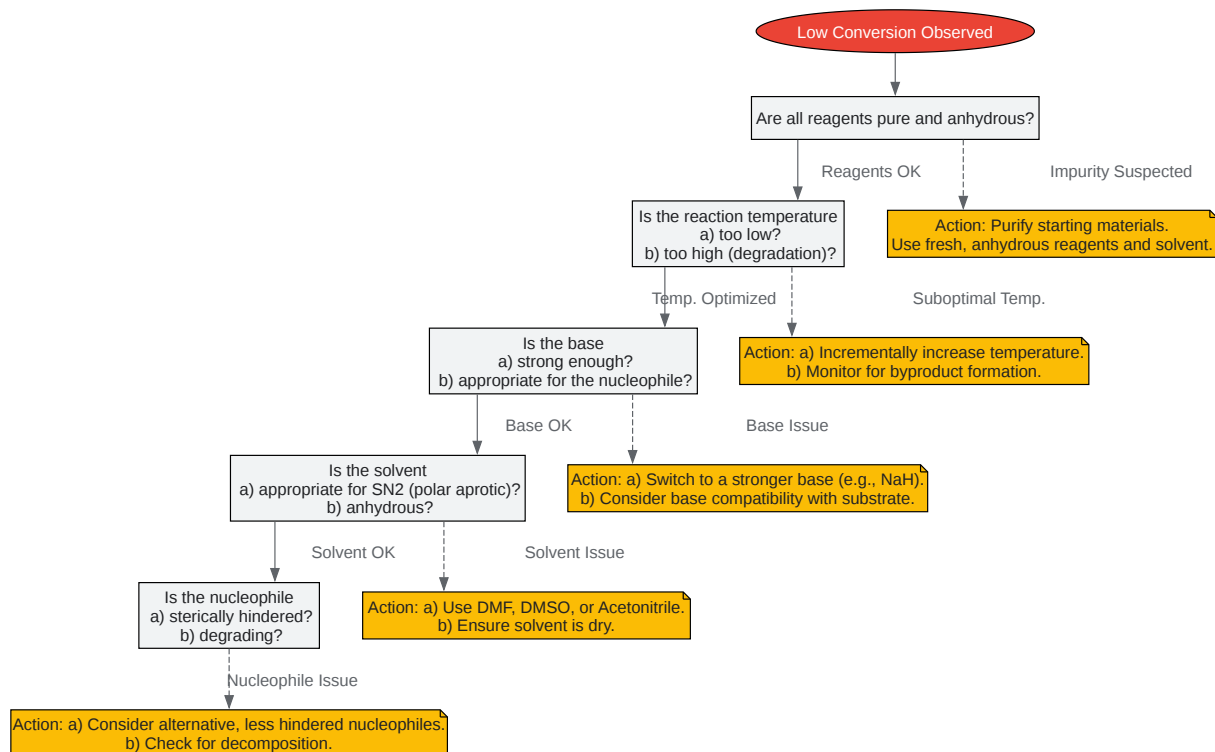 Low Conversion Observed
Are all reagents pure and anhydrous?
Reagents OK
Impurity Suspected
Is the reaction temperature
a) too low?
b) too high (degradation)?
Action: Purify starting materials.
Use fresh, anhydrous reagents and solvent.
Temp. Optimized
Suboptimal Temp.
Is the base
a) strong enough?
b) appropriate for the nucleophile?
Action: a) Incrementally increase temperature.
b) Monitor for byproduct formation.
Base OK
Base Issue
Is the solvent
a) appropriate for SN2 (polar aprotic)?
b) anhydrous?
Action: a) Switch to a stronger base (e.g., NaH).
b) Consider base compatibility with substrate.
Solvent OK
Solvent Issue
Is the nucleophile
a) sterically hindered?
b) degrading?
Action: a) Use DMF, DMSO, or Acetonitrile.
b) Ensure solvent is dry.
Nucleophile Issue
Action: a) Consider alternative, less hindered nucleophiles.
b) Check for decomposition.